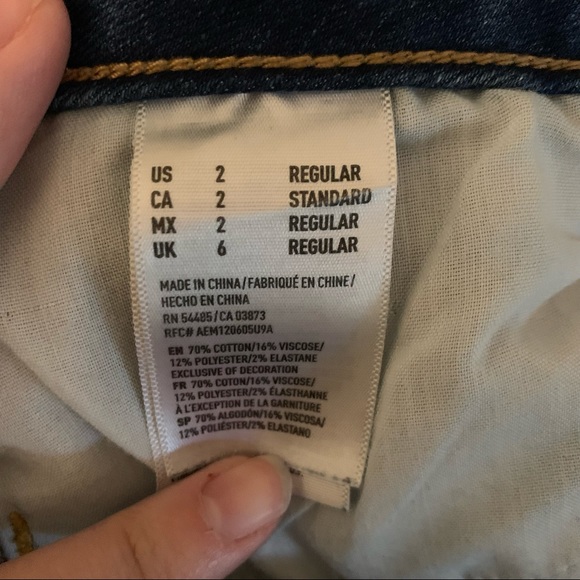 US 2 REGULAR
CA 2 STANDARD
MX 2 REGULAR
UK 6 REGULAR
MADE IN CHINA/FABRIQUÉ EN CHINE/
HECHO EN CHINA
RN 54485/CA 03873
RFC# AEM120605U9A
EN 70% COTTON/16% VISCOSE/
12% POLYESTER/2% ELASTANE
EXCLUSIVE OF DECORATION
FR 70% COTON/16% VISCOSE/
12% POLYESTER/2% ÉLASTHANNE
À L'EXCEPTION DE LA GARNITURE
SP 70% ALGODÓN/16% VISCOSA/
12% POLIÉSTER/2% ELASTANO